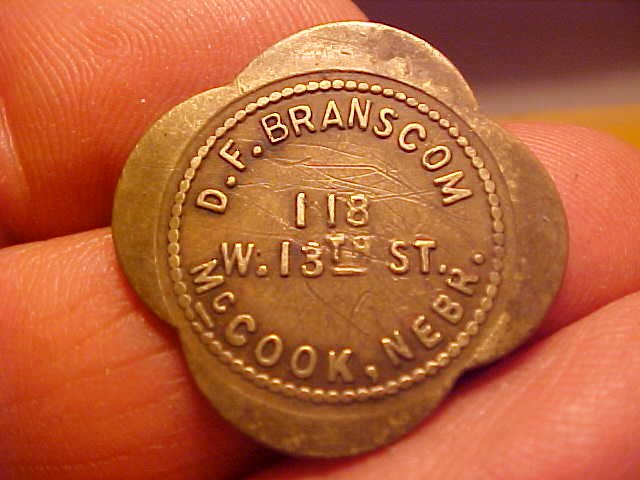 D. F. BRANSCOM
118
W. 13TH ST.
McCOOK, NEBR.